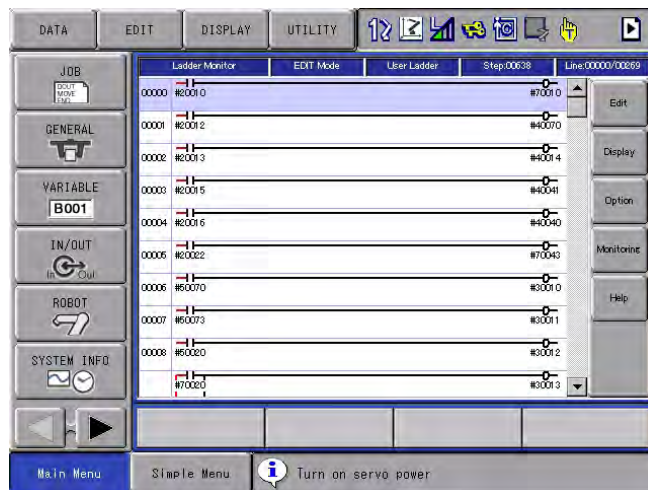 DATA EDIT DISPLAY UTILITY 12
JOB
DOUT
MOVE
END
Ladder Monitor EDIT Mode User Ladder Step:00638 Line:00000/00269
00000 #20010 #70010
Edit
GENERAL
00001 #20012 #40070
00002 #20013 #40014
Display
VARIABLE
B001
00003 #20015 #40041
Option
00004 #20016 #40040
IN/OUT
In Out
00005 #20022 #70043
Monitoring
00006 #50070 #30010
Help
ROBOT
00007 #50073 #30011
SYSTEM INFO
00008 #50020 #30012
#70020 #30013
Main Menu Simple Menu i Turn on servo power